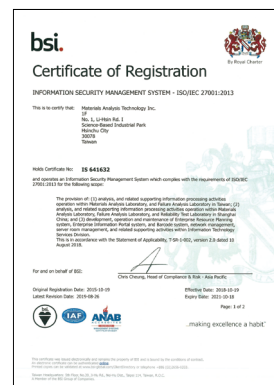 bsi.
By Royal Charter
Certificate of Registration
INFORMATION SECURITY MANAGEMENT SYSTEM - ISO/IEC 27001:2013
This is to certify that: Materials Analysis Technology Inc.
1F
No. 1, Li-Hsin Rd. I
Science-Based Industrial Park
Hsinchu City
30078
Taiwan
Holds Certificate No: IS 641632
and operates an Information Security Management System which complies with the requirements of ISO/IEC
27001:2013 for the following scope:
The provision of: (1) analysis, and related supporting information processing activities
operation within Materials Analysis Laboratory, and Failure Analysis Laboratory in Taiwan; (2)
analysis, and related supporting information processing activities operation within Materials
Analysis Laboratory, Failure Analysis Laboratory, and Reliability Test Laboratory in Shanghai
China; and (3) development, operation and maintenance of Enterprise Resource Planning
system, Enterprise Information Portal system, and Barcode system, network management,
server room management, and related supporting activities within Information Technology
Services Division.
This is in accordance with the Statement of Applicability, T-SR-I-002, version 2.0 dated 10
August 2018.
For and on behalf of BSI:
Chris Cheung, Head of Compliance & Risk - Asia Pacific
Original Registration Date: 2015-10-19
Effective Date: 2018-10-19
Latest Revision Date: 2019-08-26
Expiry Date: 2021-10-18
Page: 1 of 2
IAF
ANAB
...making excellence a habit.